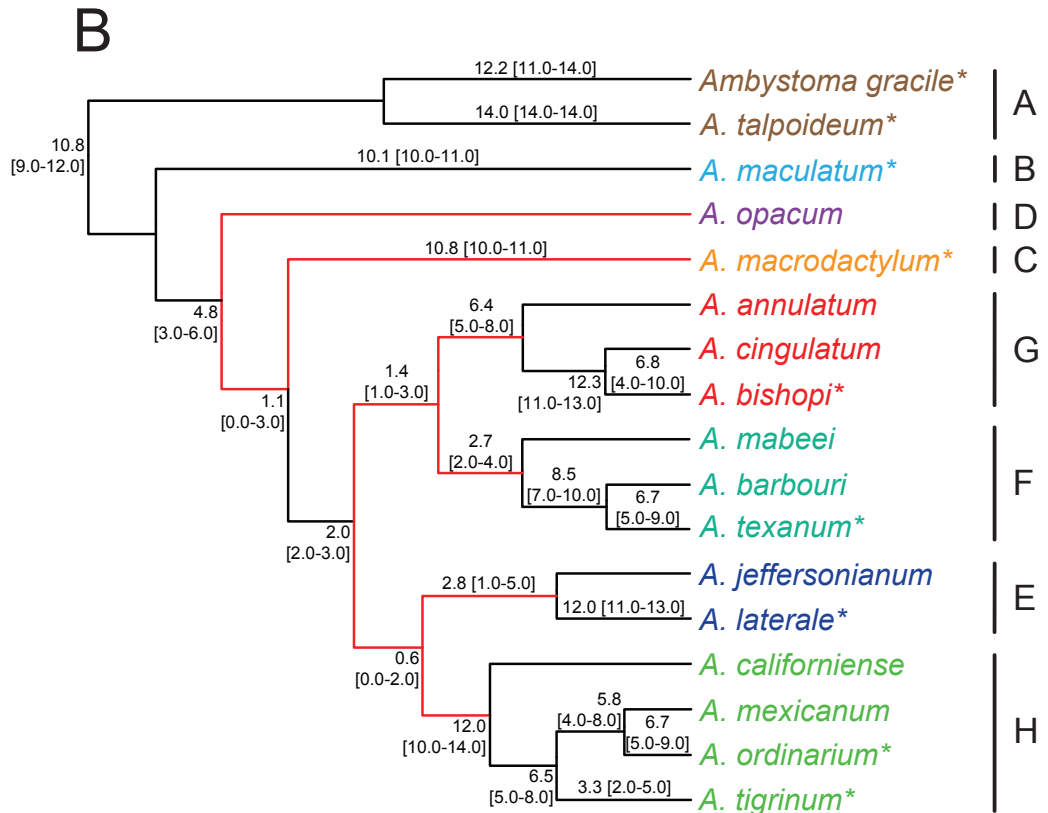 B
12.2 [11.0-14.0]
Ambystoma gracile*
A
14.0 [14.0-14.0]
A. talpoideum*
10.8
[9.0-12.0]
10.1 [10.0-11.0]
A. maculatum*
B
A. opacum
D
10.8 [10.0-11.0]
A. macrodactylum*
C
4.8
[3.0-6.0]
6.4
[5.0-8.0]
A. annulatum
G
A. cingulatum
6.8
[4.0-10.0]
12.3
[11.0-13.0]
A. bishopi*
1.4
[1.0-3.0]
1.1
[0.0-3.0]
2.7
[2.0-4.0]
A. mabeei
F
8.5
[7.0-10.0]
A. barbouri
6.7
[5.0-9.0]
A. texanum*
2.0
[2.0-3.0]
2.8 [1.0-5.0]
A. jeffersonianum
E
12.0 [11.0-13.0]
A. laterale*
0.6
[0.0-2.0]
A. californiense
H
12.0
[10.0-14.0]
5.8
[4.0-8.0]
A. mexicanum
6.7
[5.0-9.0]
A. ordinarium*
6.5
[5.0-8.0]
3.3 [2.0-5.0]
A. tigrinum*